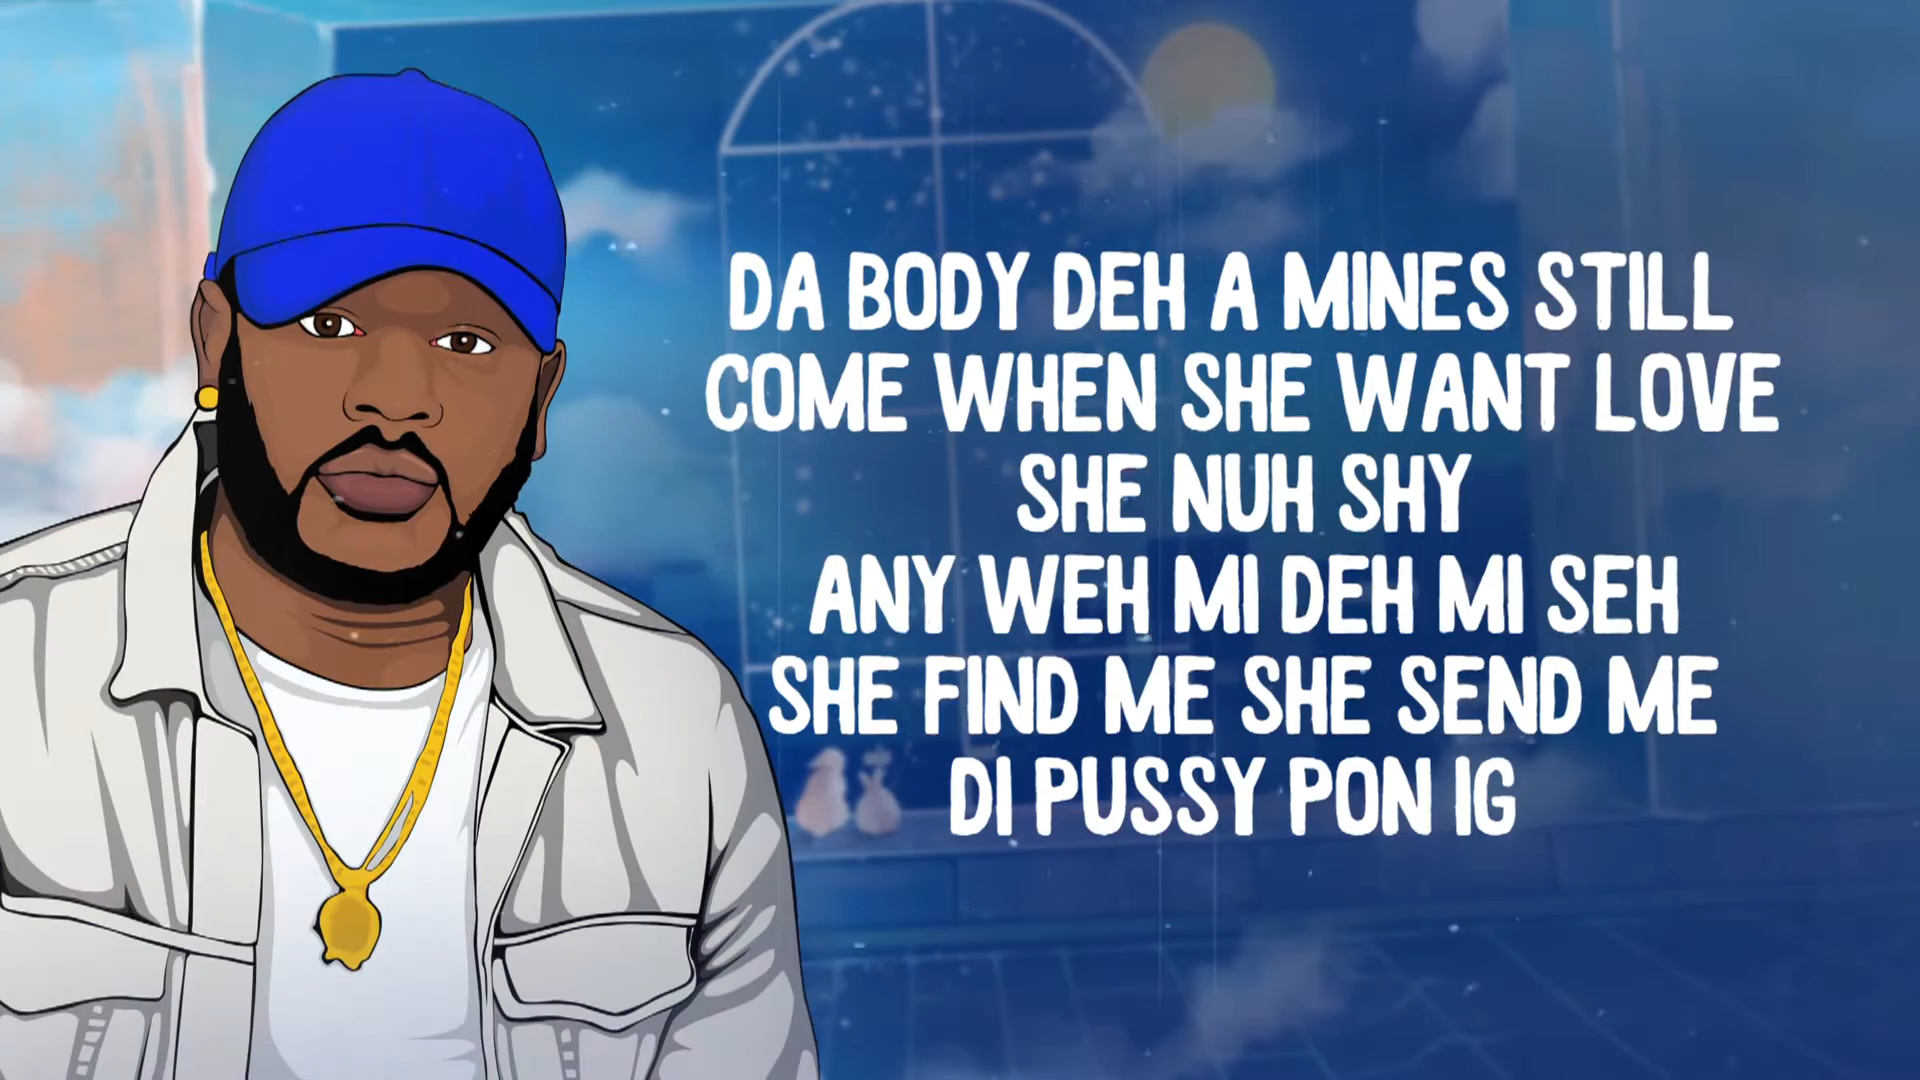 DA BODY DEH A MINES STILL
COME WHEN SHE WANT LOVE
SHE NUH SHY
ANY WEH MI DEH MI SEH
SHE FIND ME SHE SEND ME
DI PUSSY PON IG